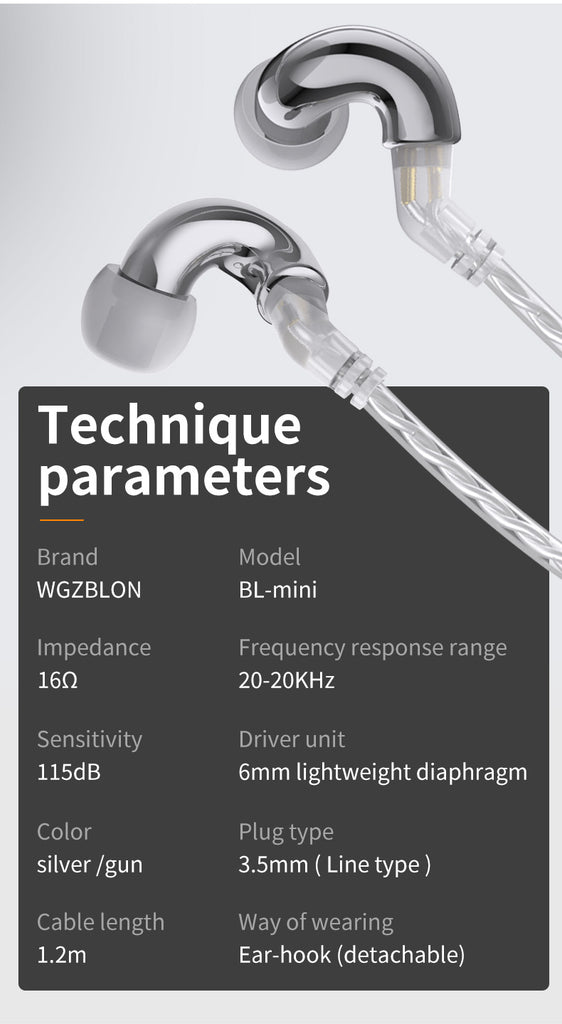 Technique
parameters
Brand
Model
WGZBLON
BL-mini
Impedance
Frequency response range
16Ω
20-20KHz
Sensitivity
Driver unit
115dB
6mm lightweight diaphragm
Color
Plug type
silver /gun
3.5mm ( Line type )
Cable length
Way of wearing
1.2m
Ear-hook (detachable)